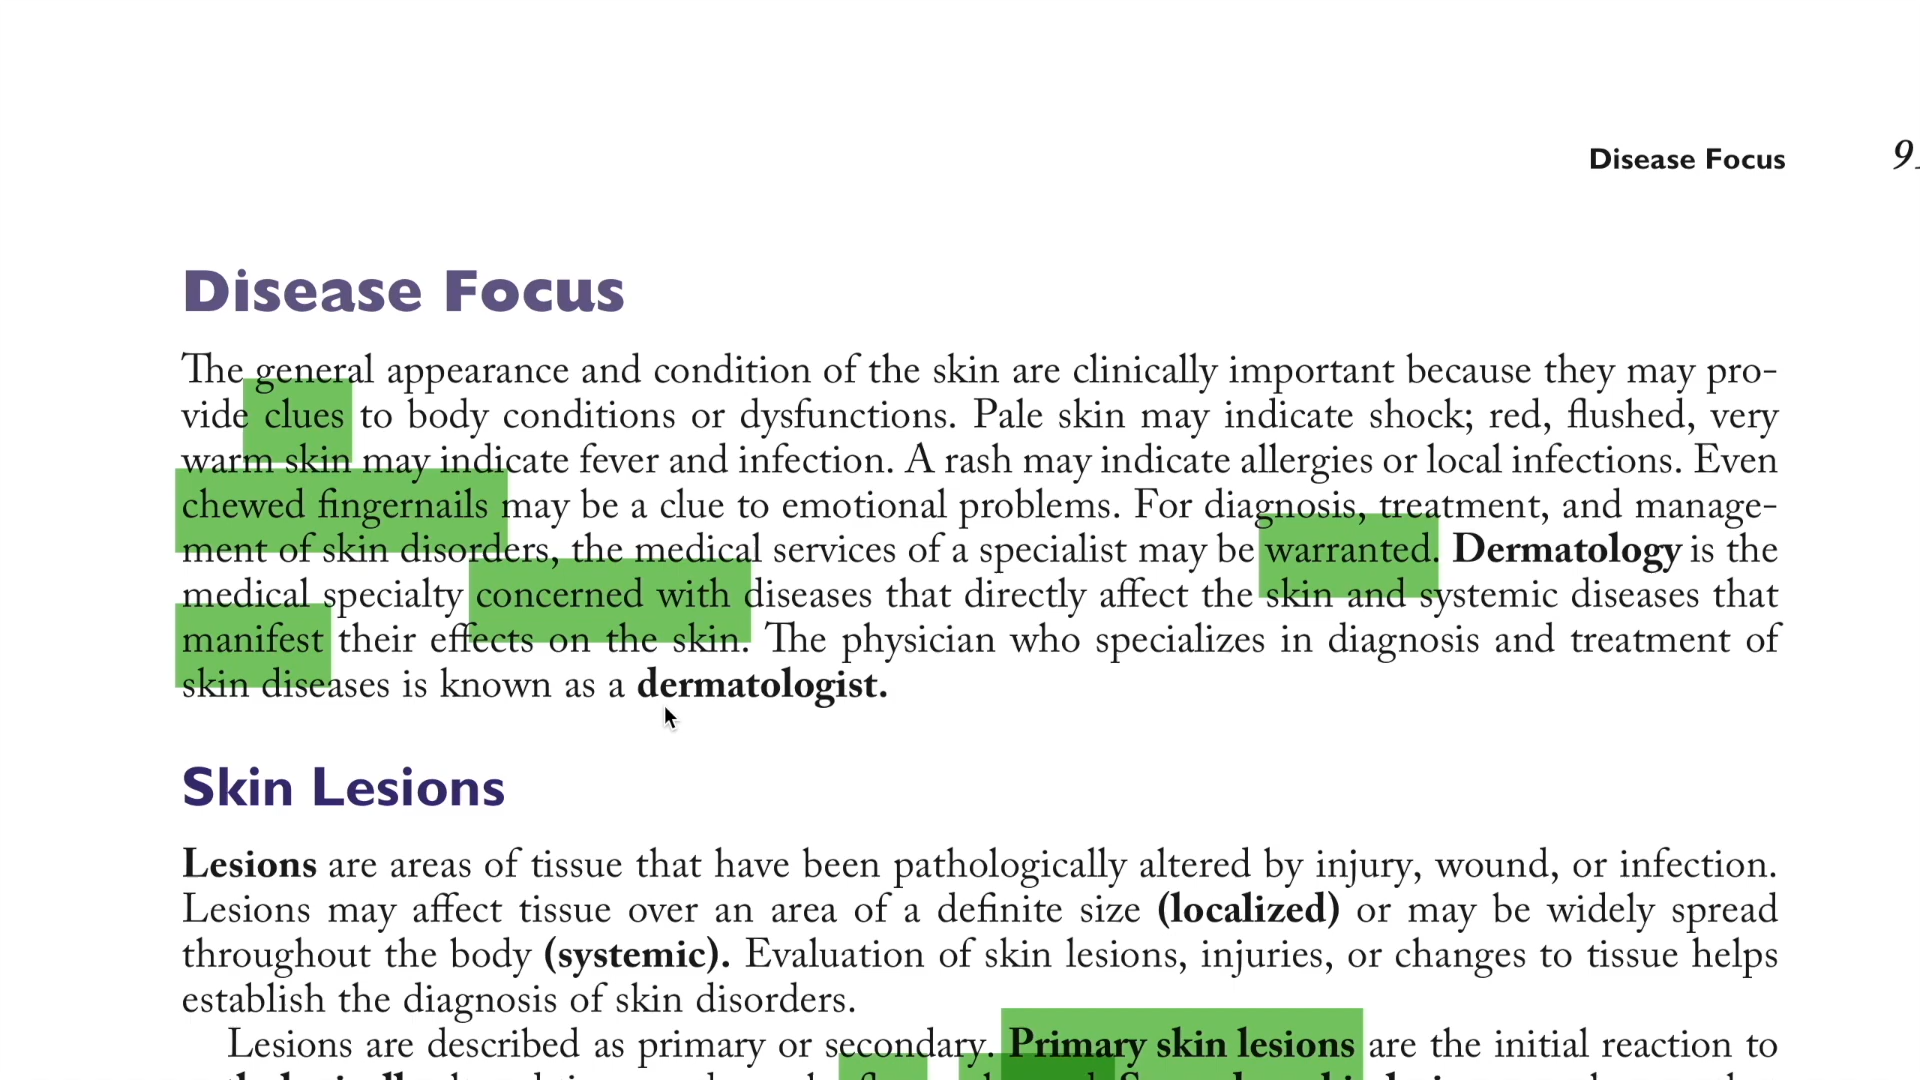 Disease Focus 9
Disease Focus
The general appearance and condition of the skin are clinically important because they may pro-
vide clues to body conditions or dysfunctions. Pale skin may indicate shock; red, flushed, very
warm skin may indicate fever and infection. A rash may indicate allergies or local infections. Even
chewed fingernails may be a clue to emotional problems. For diagnosis, treatment, and manage-
ment of skin disorders, the medical services of a specialist may be warranted. Dermatology is the
medical specialty concerned with diseases that directly affect the skin and systemic diseases that
manifest their effects on the skin. The physician who specializes in diagnosis and treatment of
skin diseases is known as a dermatologist.
Skin Lesions
Lesions are areas of tissue that have been pathologically altered by injury, wound, or infection.
Lesions may affect tissue over an area of a definite size (localized) or may be widely spread
throughout the body (systemic). Evaluation of skin lesions, injuries, or changes to tissue helps
establish the diagnosis of skin disorders.
Lesions are described as primary or secondary. Primary skin lesions are the initial reaction to